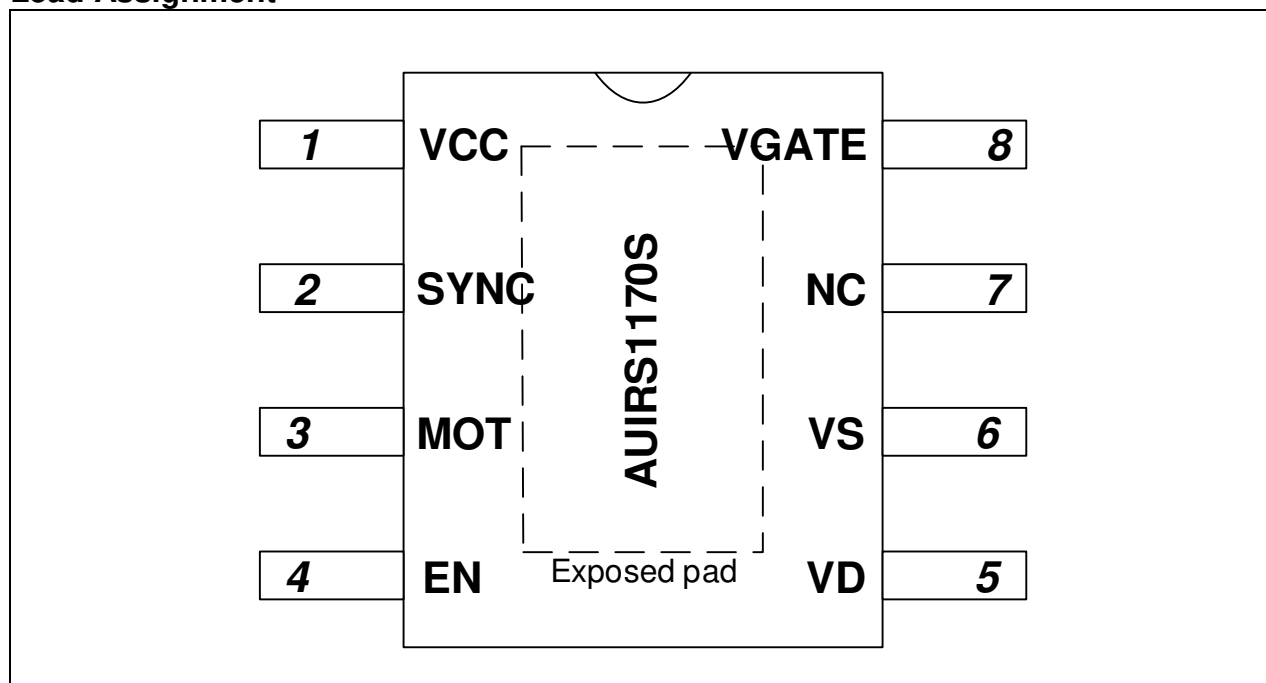 Lead Assignment
1 VCC VGATE 8
2 SYNC NC 7
AUIRS1170S
3 MOT VS 6
4 EN Exposed pad VD 5